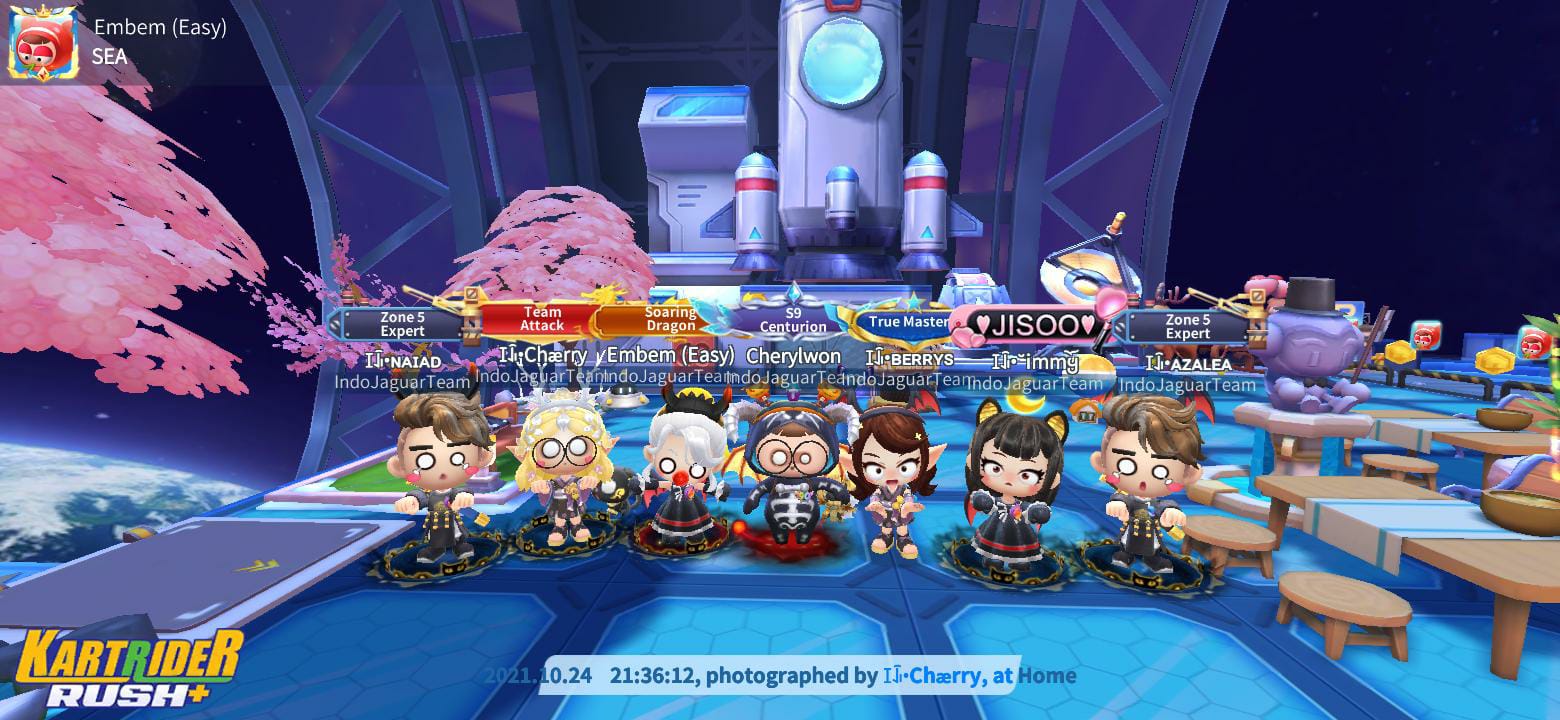 Embem (Easy)
SEA
Zone 5
Expert
Team
Attack
Soaring
Dragon
S9
Centurion
True Master
♥JISOO♥
Zone 5
Expert
IJ•NAIAD
IJ•Chærry
Embem (Easy)
Cherylwon
IJ•BERRYS
IJ•immy
IJ•AZALEA
IndoJaguarTeam
IndoJaguarTeam
IndoJaguarTeam
IndoJaguarTeam
IndoJaguarTeam
IndoJaguarTeam
IndoJaguarTeam
2021.10.24 21:36:12, photographed by IJ•Chærry, at Home
KARTRIDER
RUSH+